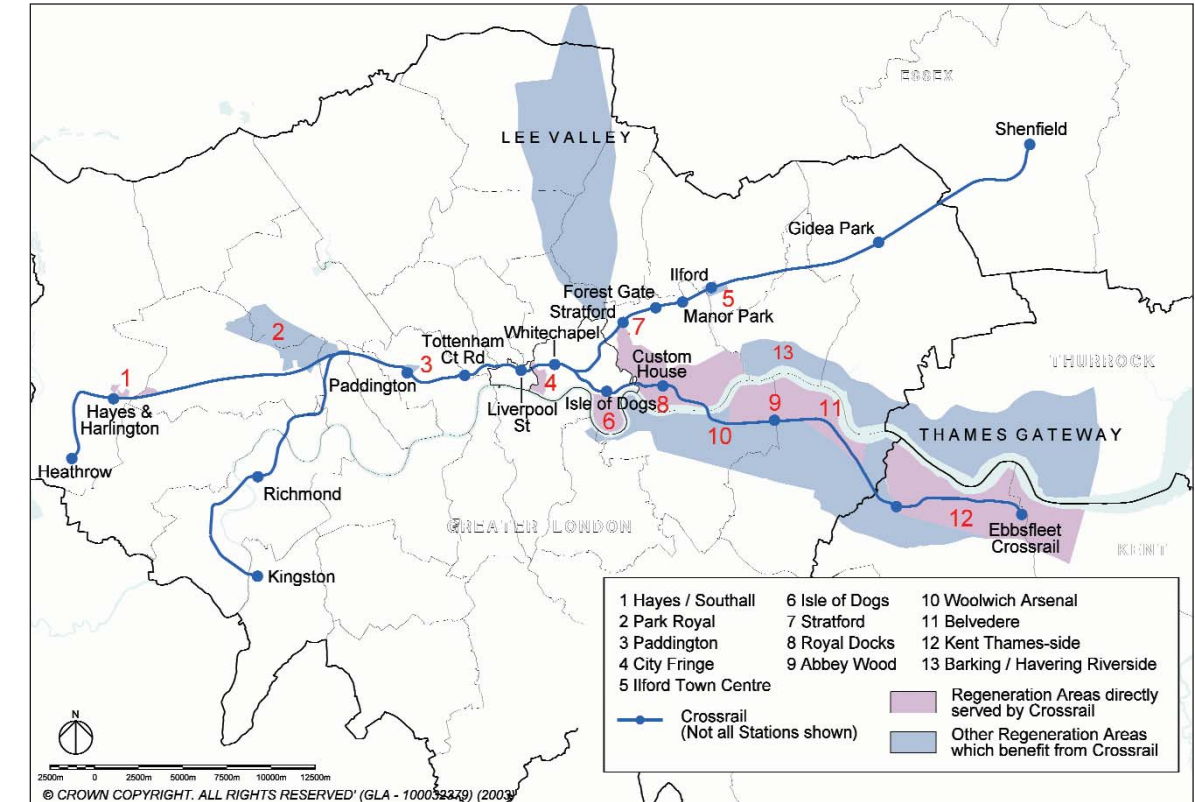 ESSEX
LEE VALLEY
Shenfield
Gidea Park
Ilford
5
Forest Gate
Manor Park
Stratford
7
Whitechapel
2
Tottenham
Ct Rd
3
13
Custom
House
THURROCK
Paddington
1
4
Hayes &
Harlington
Liverpool
St
Isle of Dogs
8
9
11
6
10
THAMES GATEWAY
Heathrow
Richmond
GREATER LONDON
12
Ebbsfleet
Crossrail
KENT
Kingston
1 Hayes / Southall
2 Park Royal
3 Paddington
4 City Fringe
5 Ilford Town Centre
6 Isle of Dogs
7 Stratford
8 Royal Docks
9 Abbey Wood
10 Woolwich Arsenal
11 Belvedere
12 Kent Thames-side
13 Barking / Havering Riverside
Crossrail
(Not all Stations shown)
Regeneration Areas directly
served by Crossrail
Other Regeneration Areas
which benefit from Crossrail
N
2500m 0 2500m 5000m 7500m 10000m 12500m
© CROWN COPYRIGHT. ALL RIGHTS RESERVED' (GLA - 100032379) (2003)